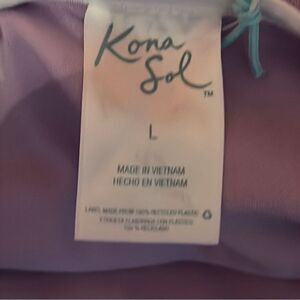 Kona
Sol
™
L
MADE IN VIETNAM
HECHO EN VIETNAM
LABEL MADE FROM 100% RECYCLED PLASTIC
ETIQUETA ELABORADA CON PLASTICO
100% RECICLADO